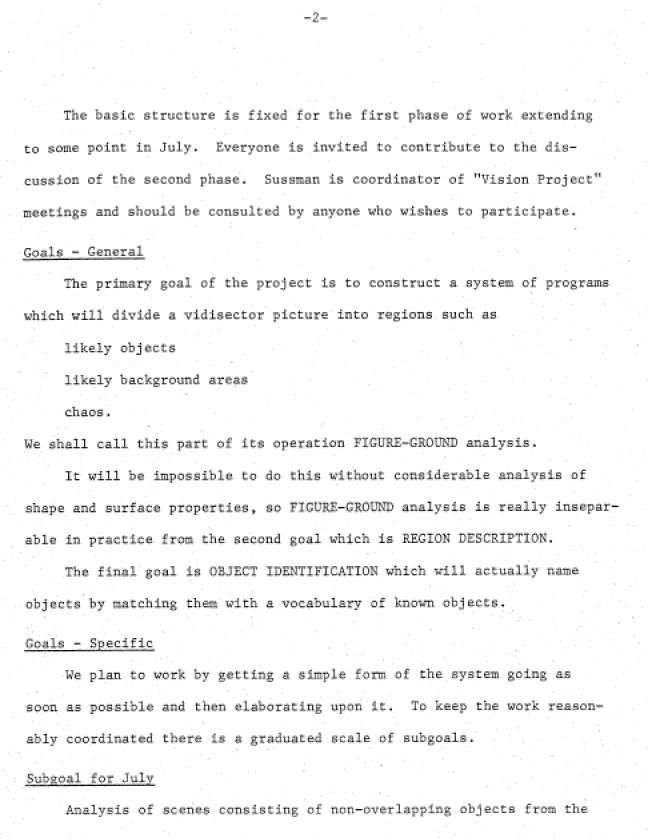 -2-
The basic structure is fixed for the first phase of work extending
to some point in July. Everyone is invited to contribute to the dis-
cussion of the second phase. Sussman is coordinator of "Vision Project"
meetings and should be consulted by anyone who wishes to participate.
Goals - General
The primary goal of the project is to construct a system of programs
which will divide a vidisector picture into regions such as
likely objects
likely background areas
chaos.
We shall call this part of its operation FIGURE-GROUND analysis.
It will be impossible to do this without considerable analysis of
shape and surface properties, so FIGURE-GROUND analysis is really insepar-
able in practice from the second goal which is REGION DESCRIPTION.
The final goal is OBJECT IDENTIFICATION which will actually name
objects by matching them with a vocabulary of known objects.
Goals - Specific
We plan to work by getting a simple form of the system going as
soon as possible and then elaborating upon it. To keep the work reason-
ably coordinated there is a graduated scale of subgoals.
Subgoal for July
Analysis of scenes consisting of non-overlapping objects from the